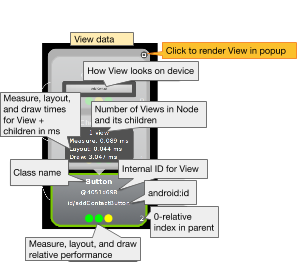 View data
Click to render View in popup
How View looks on device
Measure, layout,
and draw times
for View +
children in ms
Number of Views in Node
and its children
1 view
Measure: 0.089 ms
Layout: 0.044 ms
Draw: 3.047 ms
Internal ID for View
Class name
Button
android:id
id/addContactButton
0-relative
index in parent
2
Measure, layout, and draw
relative performance